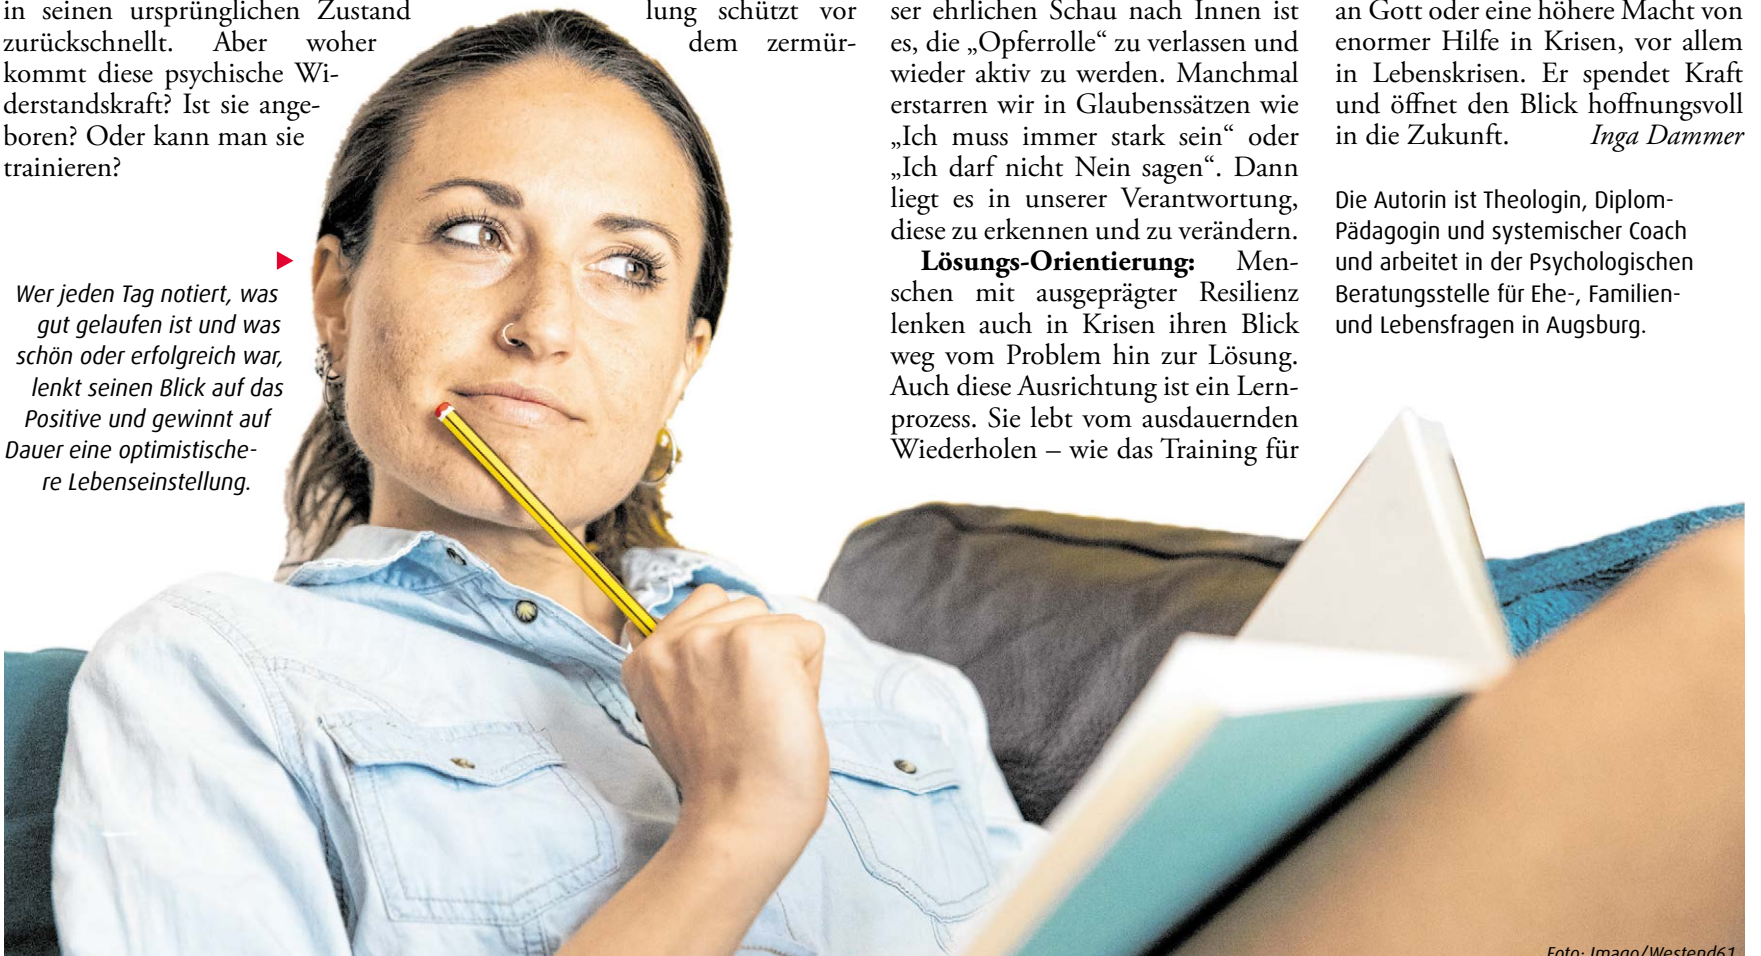 in seinen ursprünglichen Zustand
zurückschnellt. Aber woher
kommt diese psychische Wi-
derstandskraft? Ist sie ange-
boren? Oder kann man sie
trainieren?
Wer jeden Tag notiert, was
gut gelaufen ist und was
schön oder erfolgreich war,
lenkt seinen Blick auf das
Positive und gewinnt auf
Dauer eine optimistische-
re Lebenseinstellung.
lung schützt vor
dem zermür-
ser ehrlichen Schau nach Innen ist
es, die „Opferrolle“ zu verlassen und
wieder aktiv zu werden. Manchmal
erstarren wir in Glaubenssätzen wie
„Ich muss immer stark sein“ oder
„Ich darf nicht Nein sagen“. Dann
liegt es in unserer Verantwortung,
diese zu erkennen und zu verändern.
Lösungs-Orientierung: Men-
schen mit ausgeprägter Resilienz
lenken auch in Krisen ihren Blick
weg vom Problem hin zur Lösung.
Auch diese Ausrichtung ist ein Lern-
prozess. Sie lebt vom ausdauernden
Wiederholen – wie das Training für
an Gott oder eine höhere Macht von
enormer Hilfe in Krisen, vor allem
in Lebenskrisen. Er spendet Kraft
und öffnet den Blick hoffnungsvoll
in die Zukunft. Inga Dammer
Die Autorin ist Theologin, Diplom-
Pädagogin und systemischer Coach
und arbeitet in der Psychologischen
Beratungsstelle für Ehe-, Familien-
und Lebensfragen in Augsburg.
Foto: Imago/Westend61